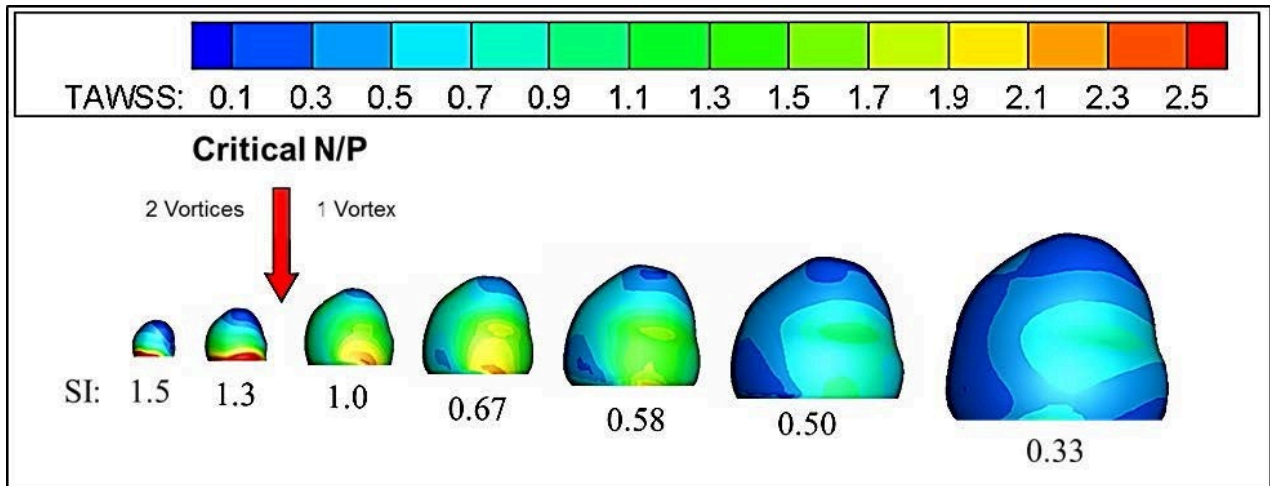 TAWSS: 0.1 0.3 0.5 0.7 0.9 1.1 1.3 1.5 1.7 1.9 2.1 2.3 2.5
Critical N/P
2 Vortices 1 Vortex
SI: 1.5 1.3 1.0 0.67 0.58 0.50 0.33